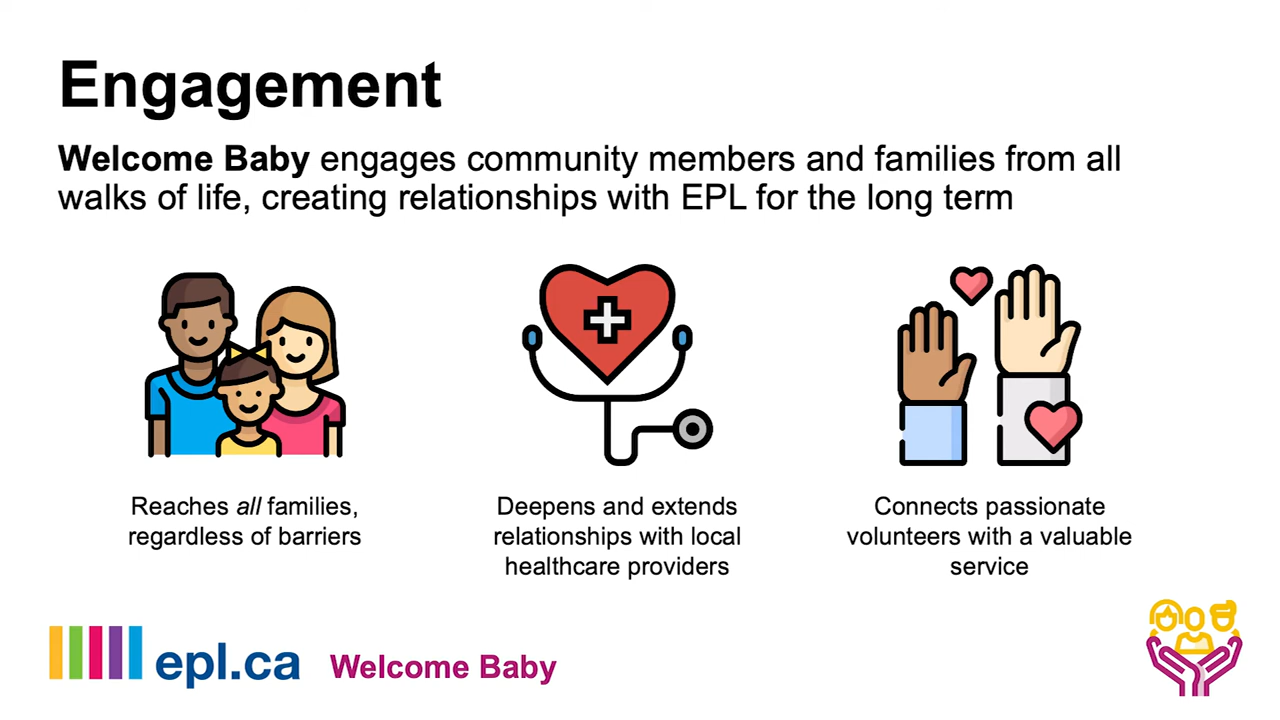 Engagement
Welcome Baby engages community members and families from all
walks of life, creating relationships with EPL for the long term
Reaches all families,
regardless of barriers
Deepens and extends
relationships with local
healthcare providers
Connects passionate
volunteers with a valuable
service
epl.ca
Welcome Baby